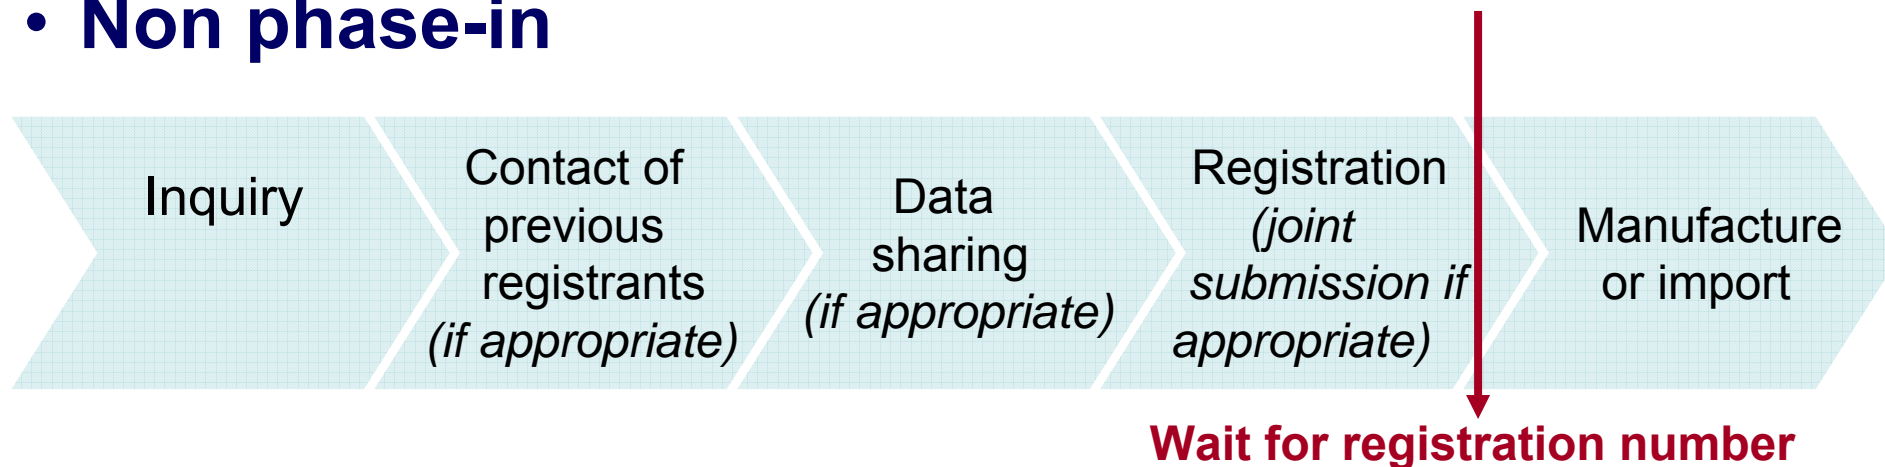 • Non phase-in
Inquiry
Contact of
previous
registrants
(if appropriate)
Data
sharing
(if appropriate)
Registration
(joint
submission if
appropriate)
Manufacture
or import
Wait for registration number